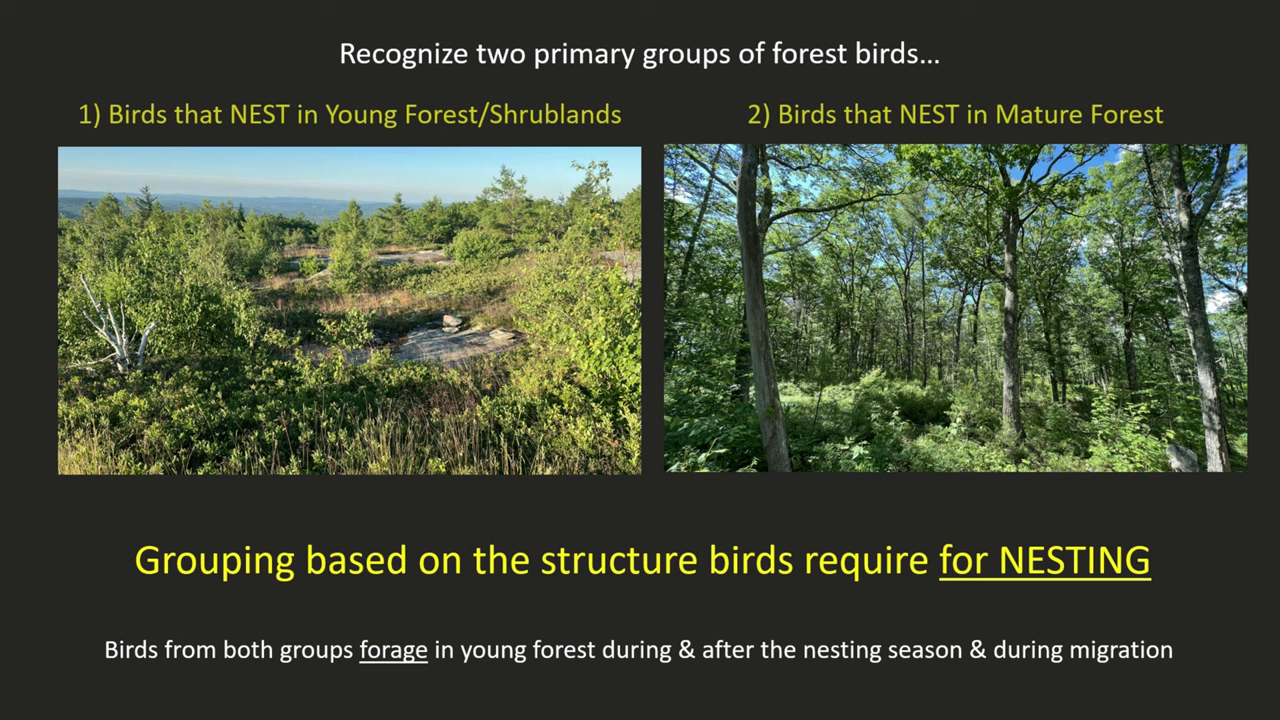 Recognize two primary groups of forest birds…
1) Birds that NEST in Young Forest/Shrublands
2) Birds that NEST in Mature Forest
Grouping based on the structure birds require for NESTING
Birds from both groups forage in young forest during & after the nesting season & during migration